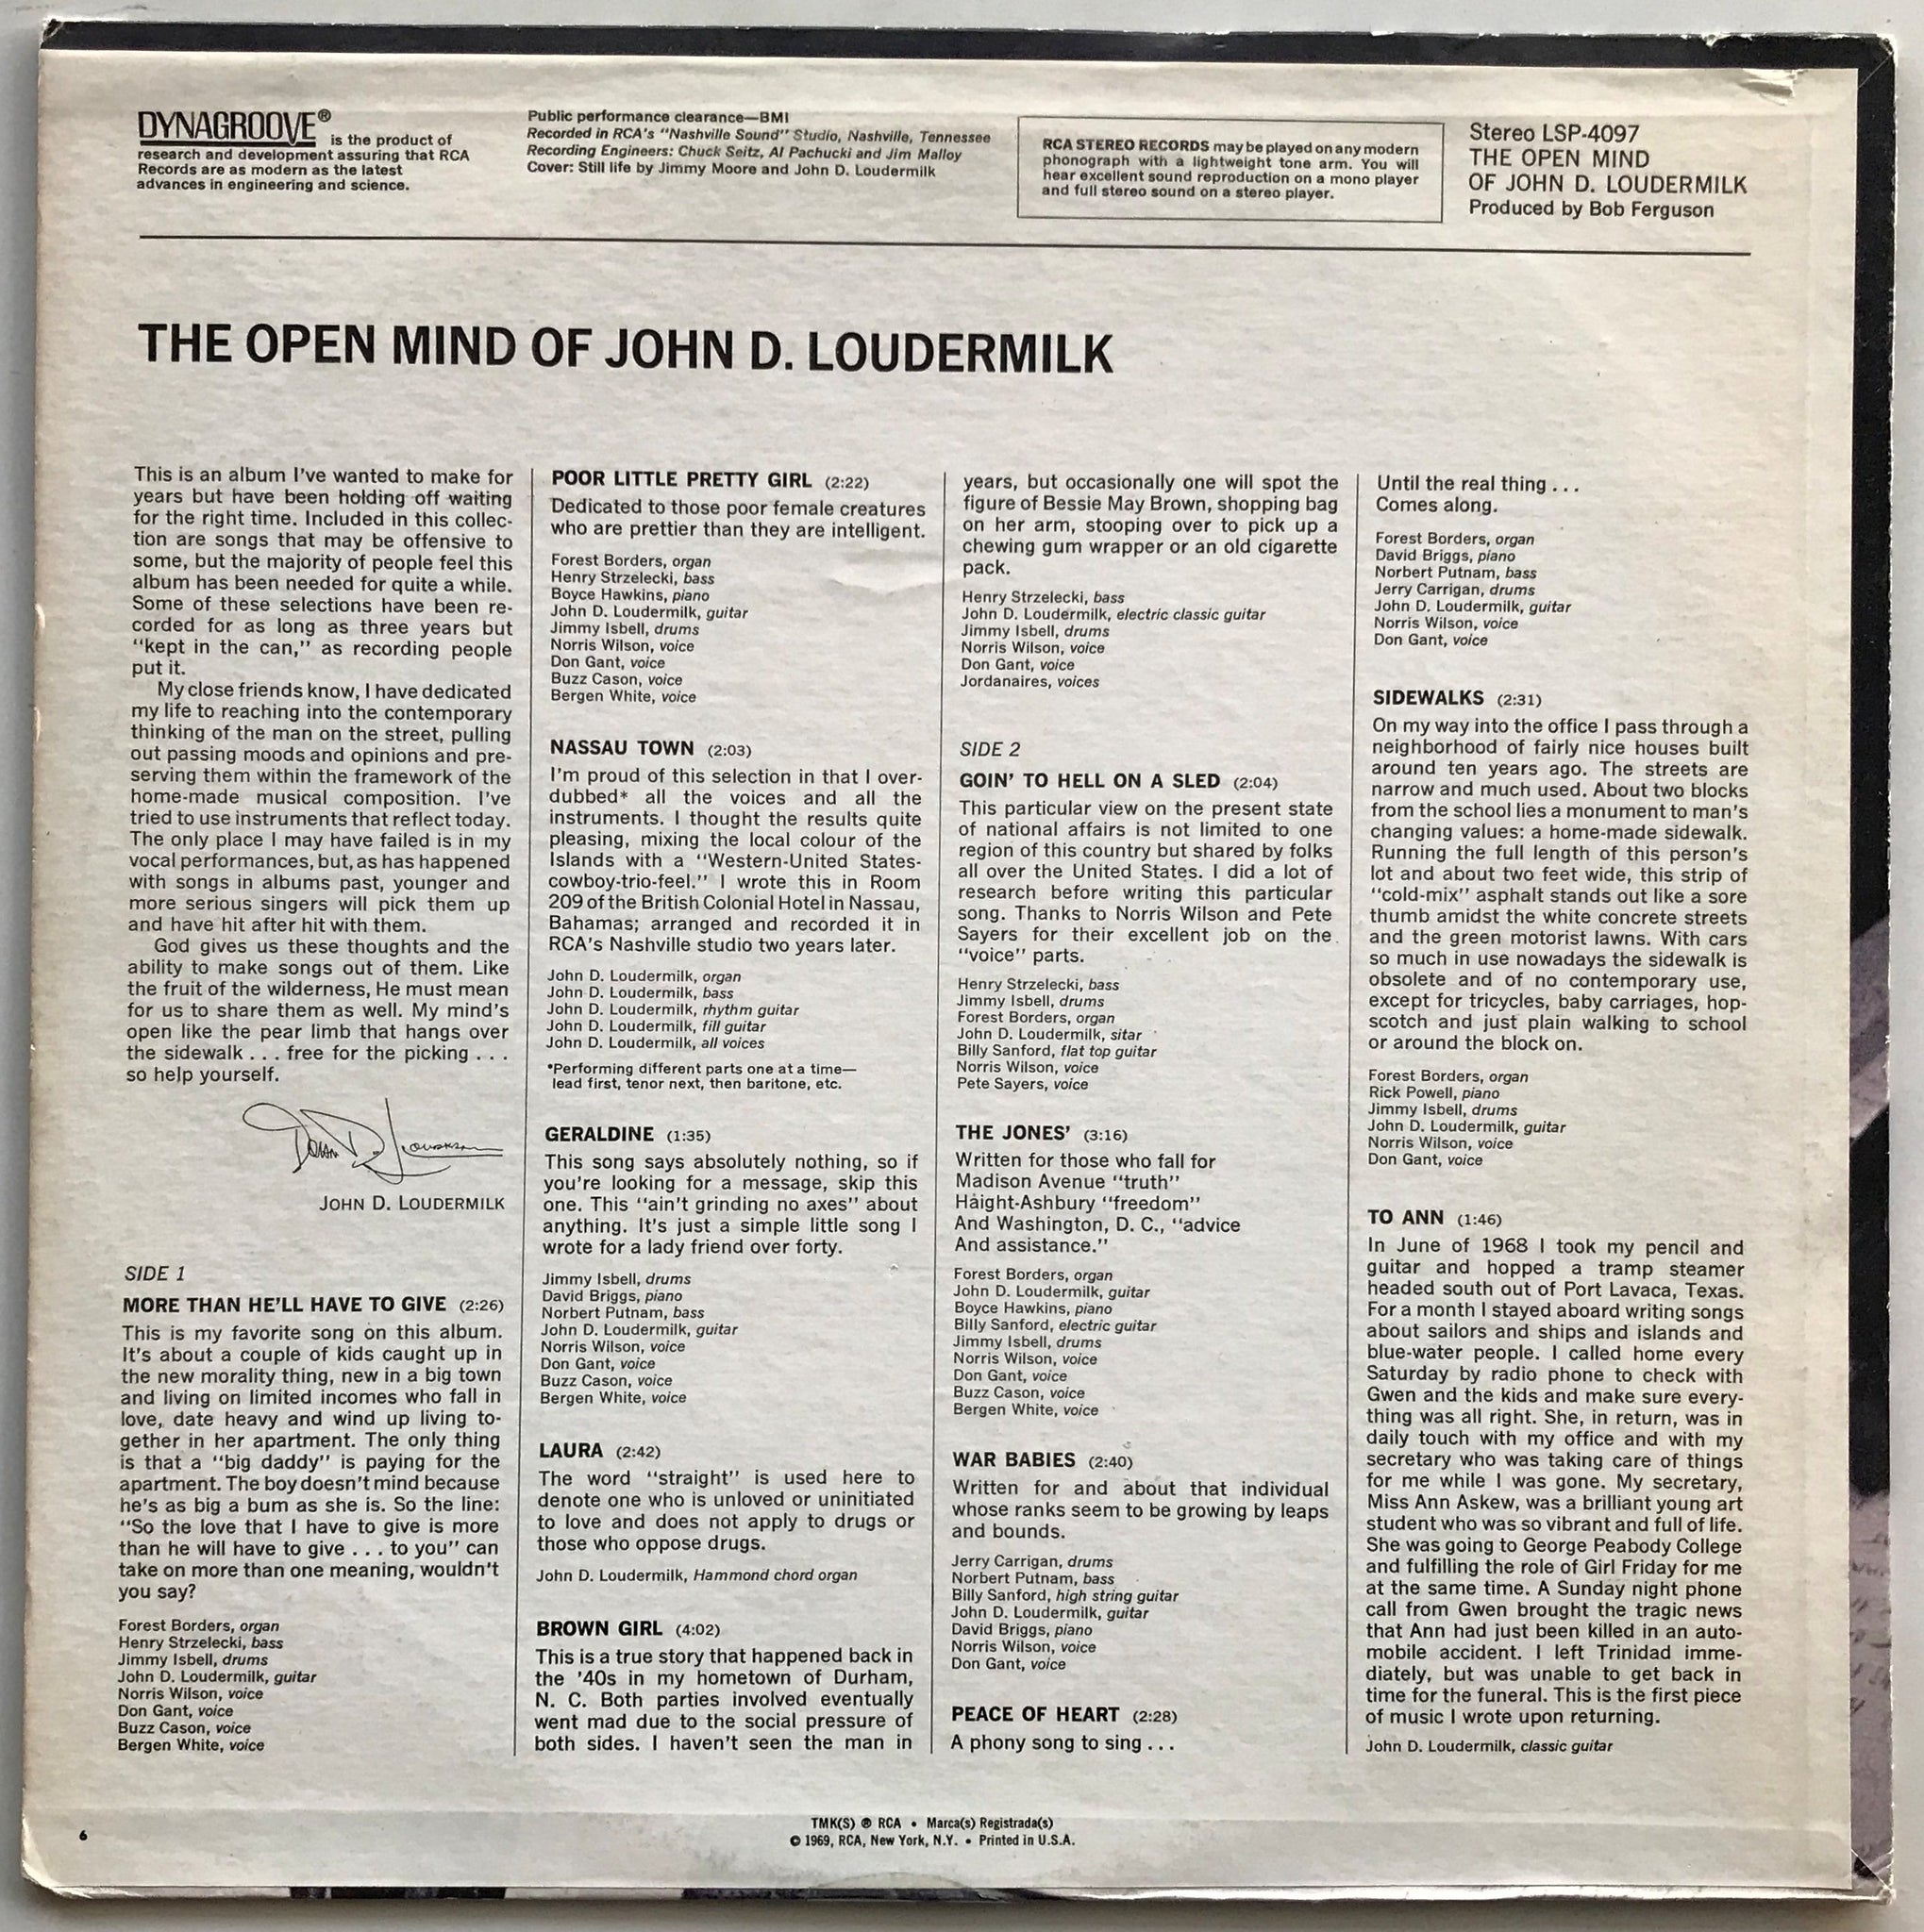 DYNAGROOVE® is the product of
research and development assuring that RCA
Records are as modern as the latest
advances in engineering and science.
Public performance clearance—BMI
Recorded in RCA's "Nashville Sound" Studio, Nashville, Tennessee
Recording Engineers: Chuck Seitz, Al Pachucki and Jim Malloy
Cover: Still life by Jimmy Moore and John D. Loudermilk
RCA STEREO RECORDS may be played on any modern
phonograph with a lightweight tone arm. You will
hear excellent sound reproduction on a mono player
and full stereo sound on a stereo player.
Stereo LSP-4097
THE OPEN MIND
OF JOHN D. LOUDERMILK
Produced by Bob Ferguson
THE OPEN MIND OF JOHN D. LOUDERMILK
This is an album I've wanted to make for
years but have been holding off waiting
for the right time. Included in this collec-
tion are songs that may be offensive to
some, but the majority of people feel this
album has been needed for quite a while.
Some of these selections have been re-
corded for as long as three years but
"kept in the can," as recording people
put it.
My close friends know, I have dedicated
my life to reaching into the contemporary
thinking of the man on the street, pulling
out passing moods and opinions and pre-
serving them within the framework of the
home-made musical composition. I've
tried to use instruments that reflect today.
The only place I may have failed is in my
vocal performances, but, as has happened
with songs in albums past, younger and
more serious singers will pick them up
and have hit after hit with them.
God gives us these thoughts and the
ability to make songs out of them. Like
the fruit of the wilderness, He must mean
for us to share them as well. My mind's
open like the pear limb that hangs over
the sidewalk . . . free for the picking . . .
so help yourself.
John D. Loudermilk
JOHN D. LOUDERMILK
SIDE 1
MORE THAN HE'LL HAVE TO GIVE (2:26)
This is my favorite song on this album.
It's about a couple of kids caught up in
the new morality thing, new in a big town
and living on limited incomes who fall in
love, date heavy and wind up living to-
gether in her apartment. The only thing
is that a "big daddy" is paying for the
apartment. The boy doesn't mind because
he's as big a bum as she is. So the line:
"So the love that I have to give is more
than he will have to give . . . to you" can
take on more than one meaning, wouldn't
you say?
Forest Borders, organ
Henry Strzelecki, bass
Jimmy Isbell, drums
John D. Loudermilk, guitar
Norris Wilson, voice
Don Gant, voice
Buzz Cason, voice
Bergen White, voice
POOR LITTLE PRETTY GIRL (2:22)
Dedicated to those poor female creatures
who are prettier than they are intelligent.
Forest Borders, organ
Henry Strzelecki, bass
Boyce Hawkins, piano
John D. Loudermilk, guitar
Jimmy Isbell, drums
Norris Wilson, voice
Don Gant, voice
Buzz Cason, voice
Bergen White, voice
NASSAU TOWN (2:03)
I'm proud of this selection in that I over-
dubbed* all the voices and all the
instruments. I thought the results quite
pleasing, mixing the local colour of the
Islands with a "Western-United States-
cowboy-trio-feel." I wrote this in Room
209 of the British Colonial Hotel in Nassau,
Bahamas; arranged and recorded it in
RCA's Nashville studio two years later.
John D. Loudermilk, organ
John D. Loudermilk, bass
John D. Loudermilk, rhythm guitar
John D. Loudermilk, fill guitar
John D. Loudermilk, all voices
*Performing different parts one at a time—
lead first, tenor next, then baritone, etc.
GERALDINE (1:35)
This song says absolutely nothing, so if
you're looking for a message, skip this
one. This "ain't grinding no axes" about
anything. It's just a simple little song I
wrote for a lady friend over forty.
Jimmy Isbell, drums
David Briggs, piano
Norbert Putnam, bass
John D. Loudermilk, guitar
Norris Wilson, voice
Don Gant, voice
Buzz Cason, voice
Bergen White, voice
LAURA (2:42)
The word "straight" is used here to
denote one who is unloved or uninitiated
to love and does not apply to drugs or
those who oppose drugs.
John D. Loudermilk, Hammond chord organ
BROWN GIRL (4:02)
This is a true story that happened back in
the '40s in my hometown of Durham,
N. C. Both parties involved eventually
went mad due to the social pressure of
both sides. I haven't seen the man in
years, but occasionally one will spot the
figure of Bessie May Brown, shopping bag
on her arm, stooping over to pick up a
chewing gum wrapper or an old cigarette
pack.
Henry Strzelecki, bass
John D. Loudermilk, electric classic guitar
Jimmy Isbell, drums
Norris Wilson, voice
Don Gant, voice
Jordanaires, voices
SIDE 2
GOIN' TO HELL ON A SLED (2:04)
This particular view on the present state
of national affairs is not limited to one
region of this country but shared by folks
all over the United States. I did a lot of
research before writing this particular
song. Thanks to Norris Wilson and Pete
Sayers for their excellent job on the
"voice" parts.
Henry Strzelecki, bass
Jimmy Isbell, drums
Forest Borders, organ
John D. Loudermilk, sitar
Billy Sanford, flat top guitar
Norris Wilson, voice
Pete Sayers, voice
THE JONES' (3:16)
Written for those who fall for
Madison Avenue "truth"
Haight-Ashbury "freedom"
And Washington, D. C., "advice
And assistance."
Forest Borders, organ
John D. Loudermilk, guitar
Boyce Hawkins, piano
Billy Sanford, electric guitar
Jimmy Isbell, drums
Norris Wilson, voice
Don Gant, voice
Buzz Cason, voice
Bergen White, voice
WAR BABIES (2:40)
Written for and about that individual
whose ranks seem to be growing by leaps
and bounds.
Jerry Carrigan, drums
Norbert Putnam, bass
Billy Sanford, high string guitar
John D. Loudermilk, guitar
David Briggs, piano
Norris Wilson, voice
Don Gant, voice
PEACE OF HEART (2:28)
A phony song to sing . . .
Until the real thing . . .
Comes along.
Forest Borders, organ
David Briggs, piano
Norbert Putnam, bass
Jerry Carrigan, drums
John D. Loudermilk, guitar
Norris Wilson, voice
Don Gant, voice
SIDEWALKS (2:31)
On my way into the office I pass through a
neighborhood of fairly nice houses built
around ten years ago. The streets are
narrow and much used. About two blocks
from the school lies a monument to man's
changing values: a home-made sidewalk.
Running the full length of this person's
lot and about two feet wide, this strip of
"cold-mix" asphalt stands out like a sore
thumb amidst the white concrete streets
and the green motorist lawns. With cars
so much in use nowadays the sidewalk is
obsolete and of no contemporary use,
except for tricycles, baby carriages, hop-
scotch and just plain walking to school
or around the block on.
Forest Borders, organ
Rick Powell, piano
Jimmy Isbell, drums
John D. Loudermilk, guitar
Norris Wilson, voice
Don Gant, voice
TO ANN (1:46)
In June of 1968 I took my pencil and
guitar and hopped a tramp steamer
headed south out of Port Lavaca, Texas.
For a month I stayed aboard writing songs
about sailors and ships and islands and
blue-water people. I called home every
Saturday by radio phone to check with
Gwen and the kids and make sure every-
thing was all right. She, in return, was in
daily touch with my office and with my
secretary who was taking care of things
for me while I was gone. My secretary,
Miss Ann Askew, was a brilliant young art
student who was so vibrant and full of life.
She was going to George Peabody College
and fulfilling the role of Girl Friday for me
at the same time. A Sunday night phone
call from Gwen brought the tragic news
that Ann had just been killed in an auto-
mobile accident. I left Trinidad imme-
diately, but was unable to get back in
time for the funeral. This is the first piece
of music I wrote upon returning.
John D. Loudermilk, classic guitar
6
TMK(S) ® RCA • Marca(s) Registrada(s)
© 1969, RCA, New York, N.Y. • Printed in U.S.A.